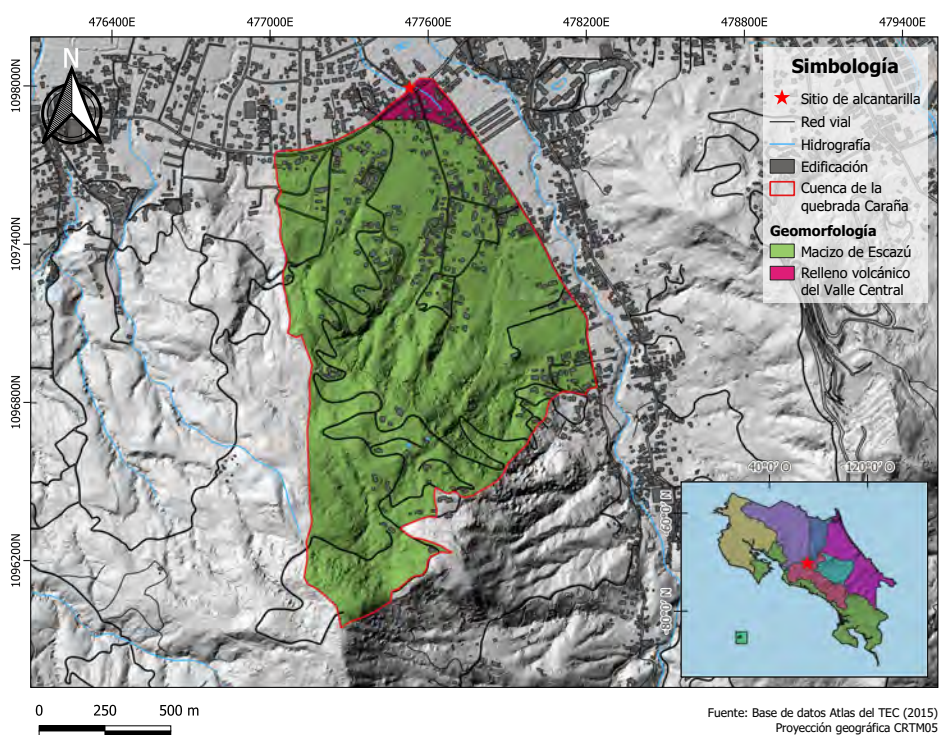 476400E 477000E 477600E 478200E 478800E 479400E
1098000N
1097400N
1096800N
1096200N
N
Simbología
Sitio de alcantarilla
Red vial
Hidrografía
Edificación
Cuenca de la
quebrada Caraña
Geomorfología
Macizo de Escazú
Relleno volcánico
del Valle Central
40°0'0" O 120°0'0" O
0 250 500 m
Fuente: Base de datos Atlas del TEC (2015)
Proyección geográfica CRTM05